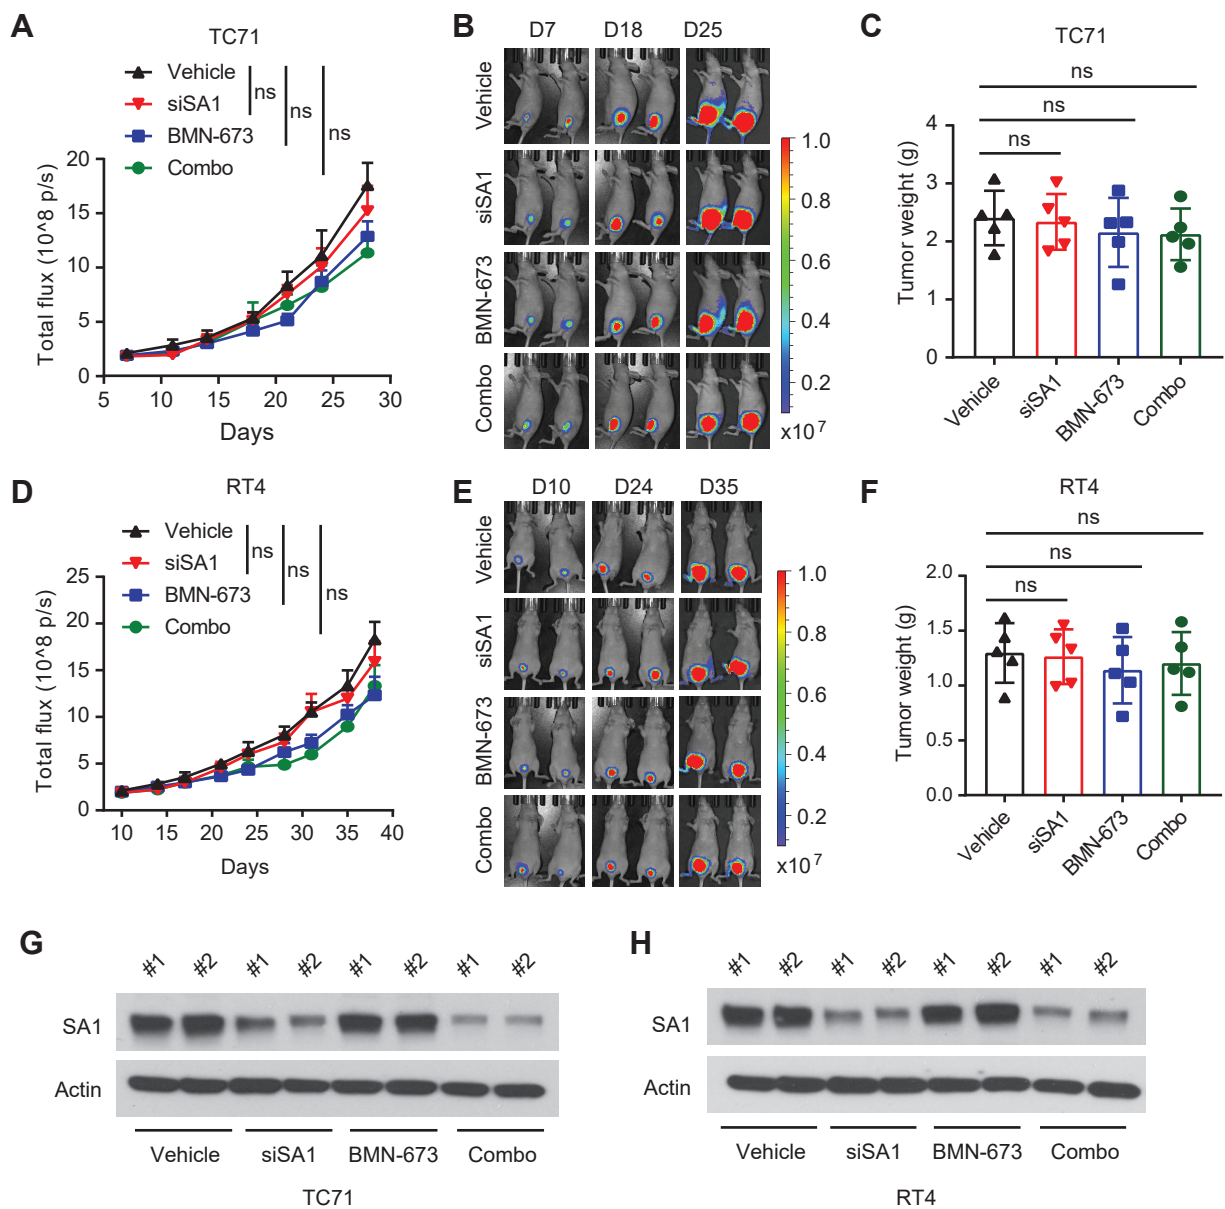 A
TC71
Vehicle
siSA1
BMN-673
Combo
ns
ns
ns
Total flux (10^8 p/s)
20
15
10
5
0
5
10
15
20
25
30
Days
B
D7
D18
D25
Vehicle
siSA1
BMN-673
Combo
1.0
0.8
0.6
0.4
0.2
x10^7
C
TC71
ns
ns
ns
Tumor weight (g)
4
3
2
1
0
Vehicle
siSA1
BMN-673
Combo
D
RT4
Vehicle
siSA1
BMN-673
Combo
ns
ns
ns
Total flux (10^8 p/s)
25
20
15
10
5
0
10
15
20
25
30
35
40
Days
E
D10
D24
D35
Vehicle
siSA1
BMN-673
Combo
1.0
0.8
0.6
0.4
0.2
x10^7
F
RT4
ns
ns
ns
Tumor weight (g)
2.0
1.5
1.0
0.5
0.0
Vehicle
siSA1
BMN-673
Combo
G
#1 #2 #1 #2 #1 #2 #1 #2
SA1
Actin
Vehicle siSA1 BMN-673 Combo
TC71
H
#1 #2 #1 #2 #1 #2 #1 #2
SA1
Actin
Vehicle siSA1 BMN-673 Combo
RT4